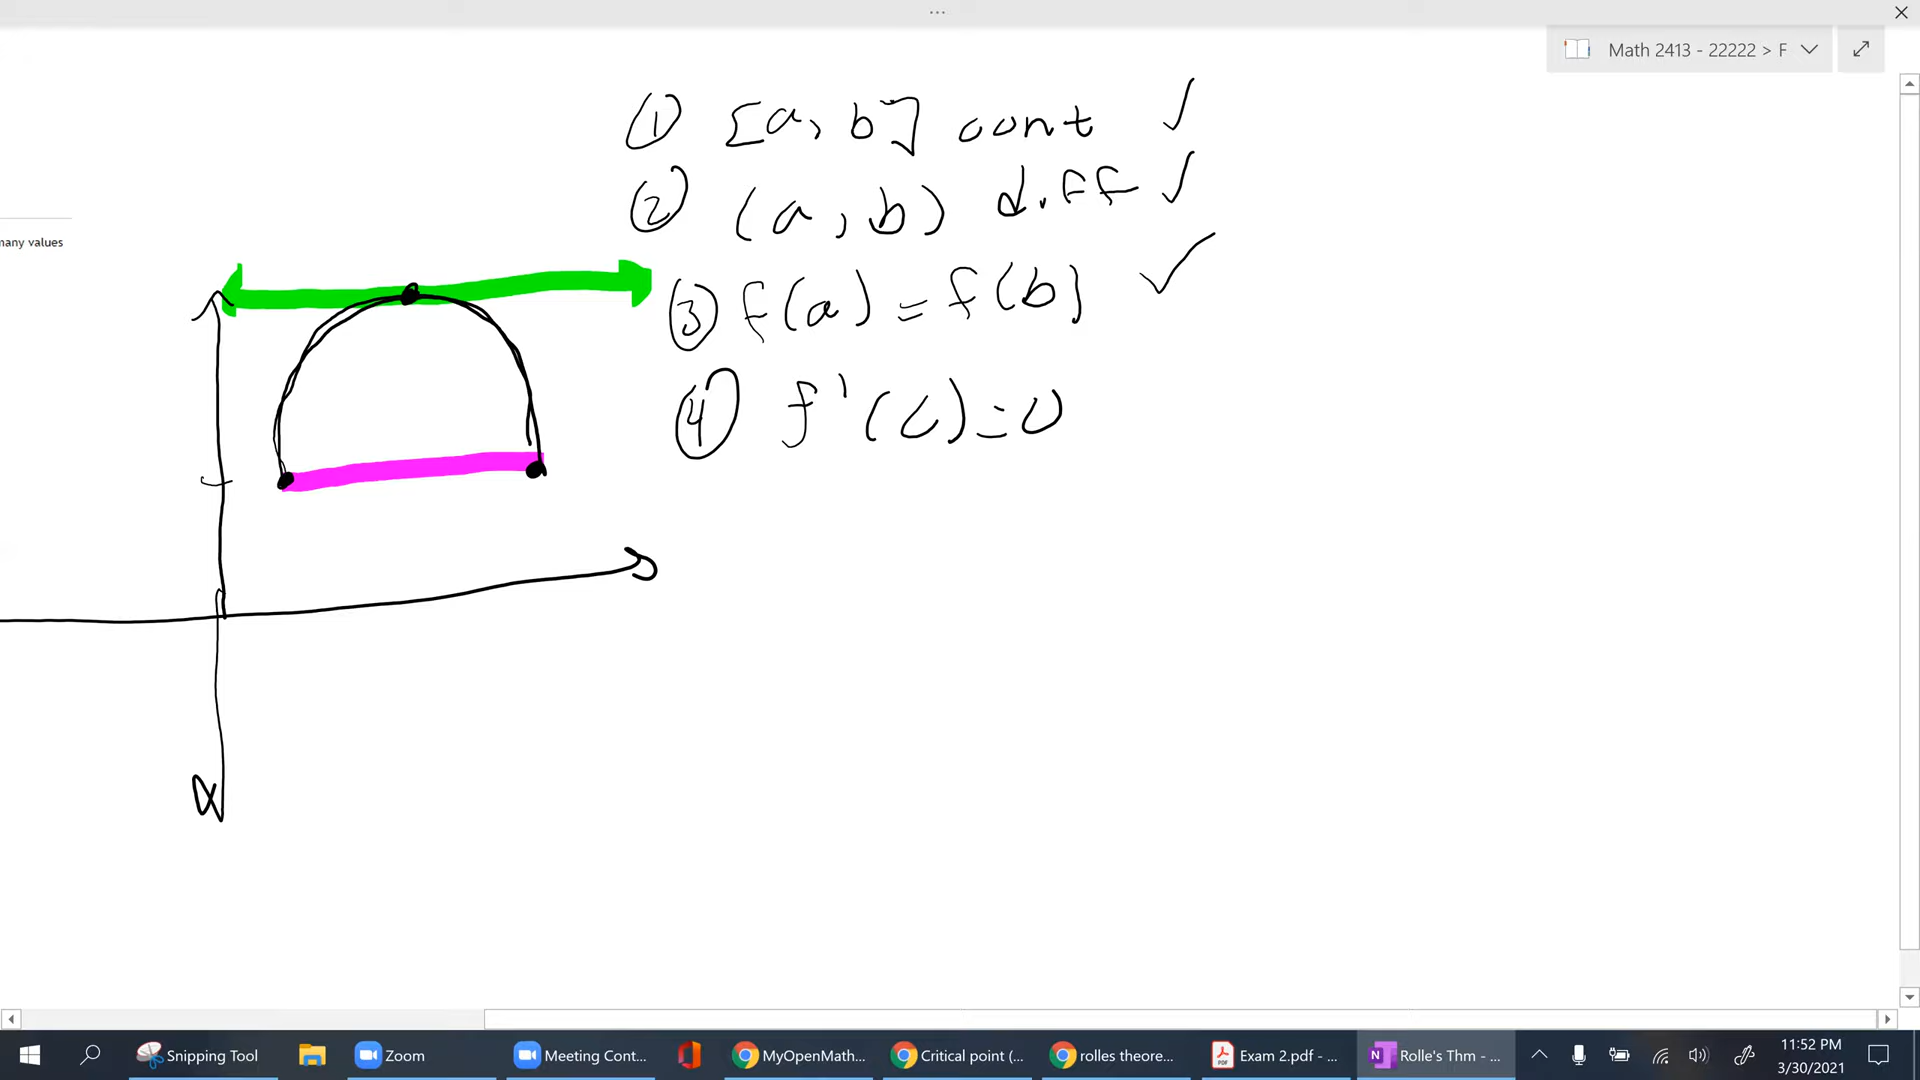 ...
Math 2413 - 22222 > F
① [a, b] cont ✓
② (a, b) diff ✓
many values
③ f(a) = f(b) ✓
④ f'(c) = 0
Snipping Tool
Zoom
Meeting Cont...
MyOpenMath...
Critical point (...
rolles theore...
Exam 2.pdf - ...
Rolle's Thm - ...
11:52 PM
3/30/2021